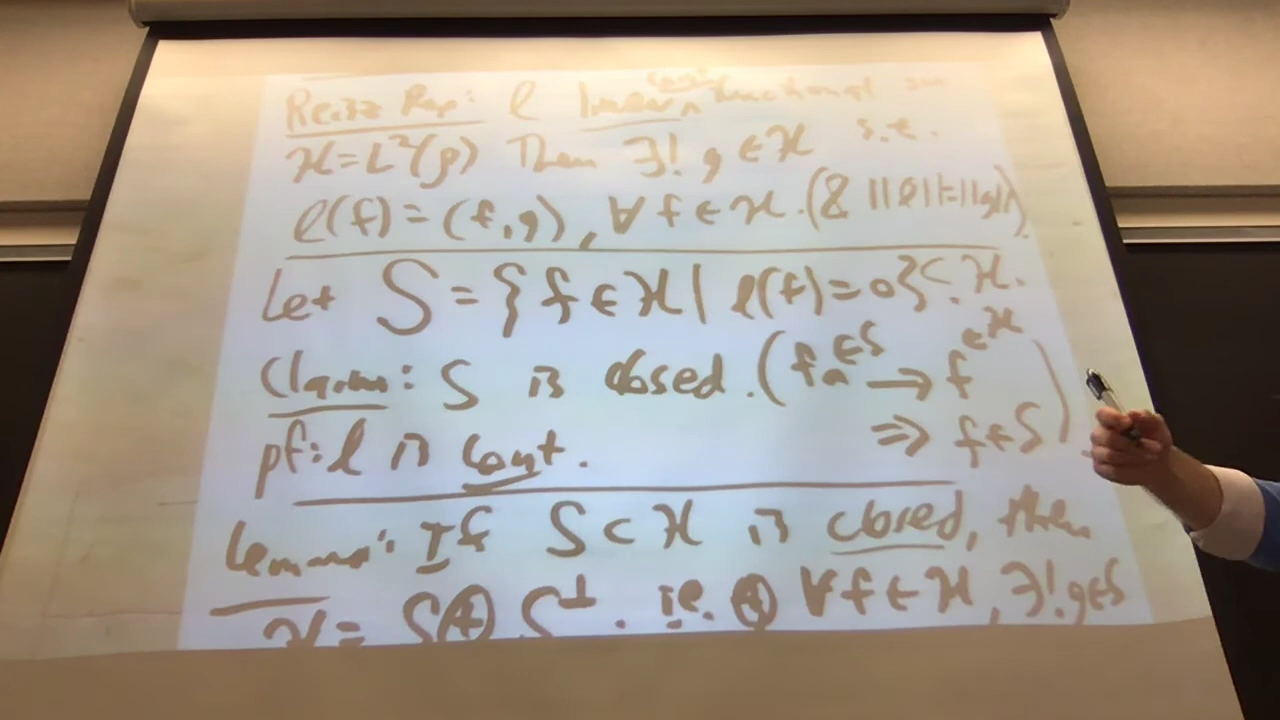 Reisz Rep: ℓ linear ^cont. functional on
ℋ = L²(ρ) Then ∃! g ∈ ℋ s.t.
ℓ(f) = (f, g), ∀ f ∈ ℋ. (& ||ℓ|| = ||g||).
Let S = { f ∈ ℋ | ℓ(f) = 0 } ⊂ ℋ.
Claim: S is closed. (fₙ ∈ S → f ∈ ℋ
pf: ℓ is cont. ⇒ f ∈ S)
Lemma: If S ⊂ ℋ is closed, then
ℋ = S ⊕ S^⊥. ie. ⊛ ∀ f ∈ ℋ, ∃! g ∈ S